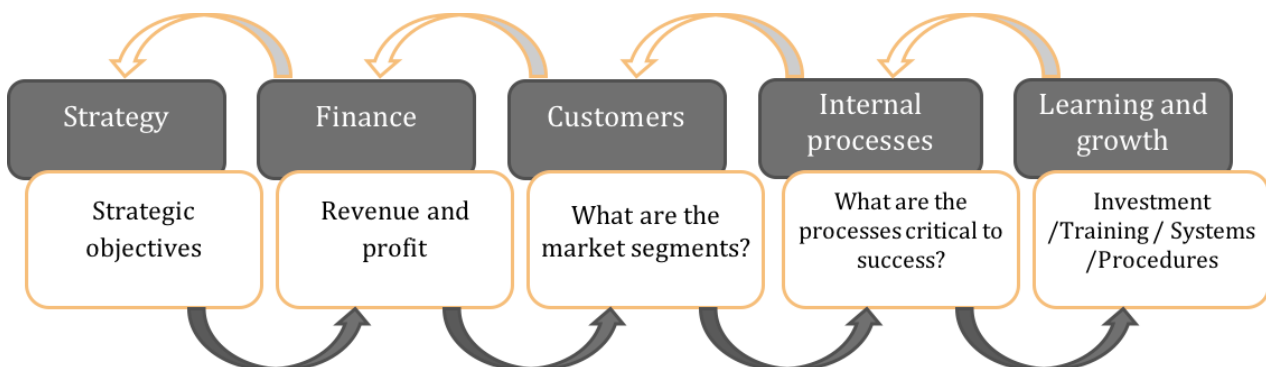 Strategy
Finance
Customers
Internal
processes
Learning and
growth
Strategic
objectives
Revenue and
profit
What are the
market segments?
What are the
processes critical to
success?
Investment
/Training / Systems
/Procedures